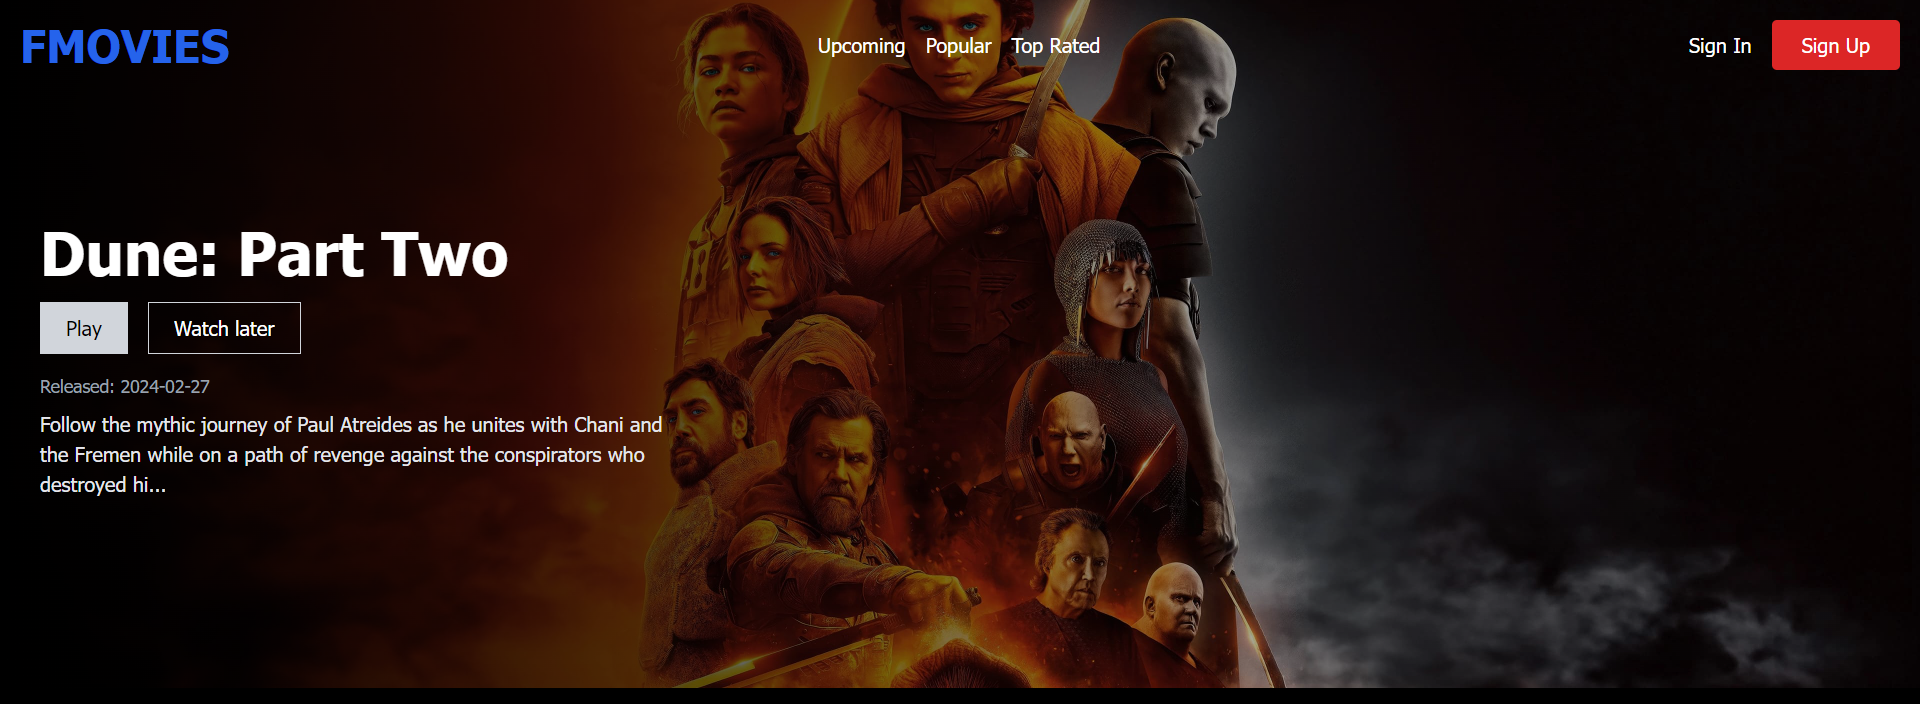 FMOVIES
Upcoming Popular Top Rated
Sign In Sign Up
Dune: Part Two
Play Watch later
Released: 2024-02-27
Follow the mythic journey of Paul Atreides as he unites with Chani and
the Fremen while on a path of revenge against the conspirators who
destroyed hi...